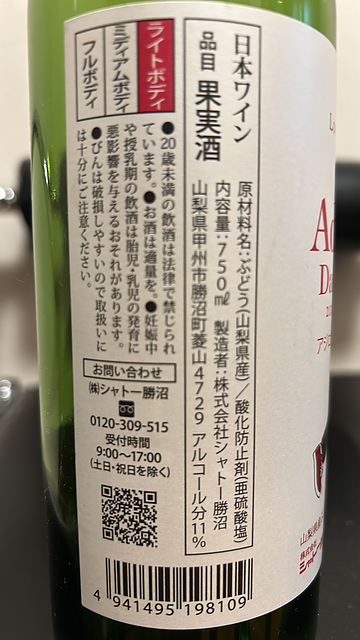 日本ワイン
品目 果実酒
原材料名:ぶどう(山梨県産)/酸化防止剤(亜硫酸塩)
内容量:750㎖ 製造者:株式会社シャトー勝沼
山梨県甲州市勝沼町菱山4729 アルコール分11%
ライトボディ
ミディアムボディ
フルボディ
●20歳未満の飲酒は法律で禁じられ
ています。●お酒は適量を。●妊娠中
や授乳期の飲酒は胎児・乳児の発育に
悪影響を与えるおそれがあります。
●びんは破損しやすいので取扱いに
は十分にご注意ください。
お問い合わせ
㈱シャトー勝沼
0120-309-515
受付時間
9:00〜17:00
(土日・祝日を除く)
4 941495 198109